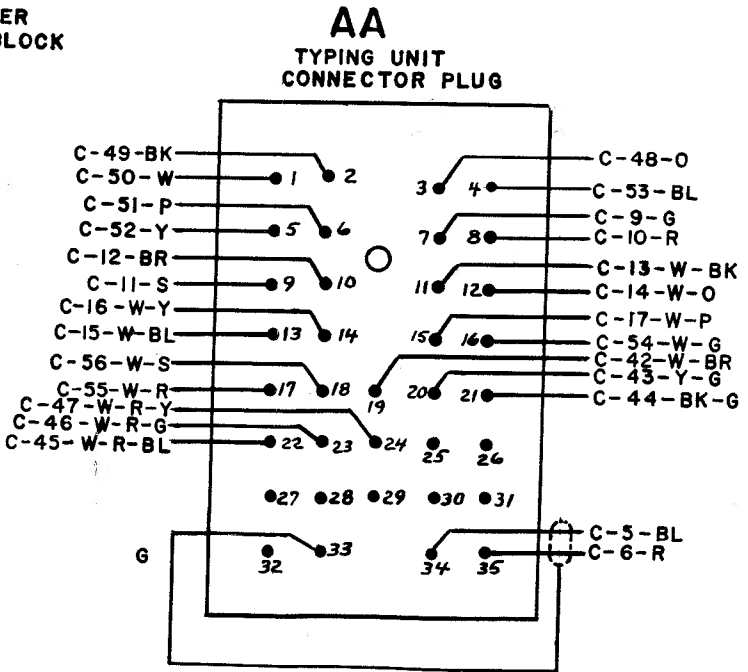 ER
BLOCK
AA
TYPING UNIT
CONNECTOR PLUG
C-49-BK
C-50-W
C-51-P
C-52-Y
C-12-BR
C-11-S
C-16-W-Y
C-15-W-BL
C-56-W-S
C-55-W-R
C-47-W-R-Y
C-46-W-R-G
C-45-W-R-BL
G
1 2 3 4
5 6 7 8
9 10 11 12
13 14 15 16
17 18 19 20 21
22 23 24 25 26
27 28 29 30 31
32 33 34 35
C-48-O
C-53-BL
C-9-G
C-10-R
C-13-W-BK
C-14-W-O
C-17-W-P
C-54-W-G
C-42-W-BR
C-43-Y-G
C-44-BK-G
C-5-BL
C-6-R